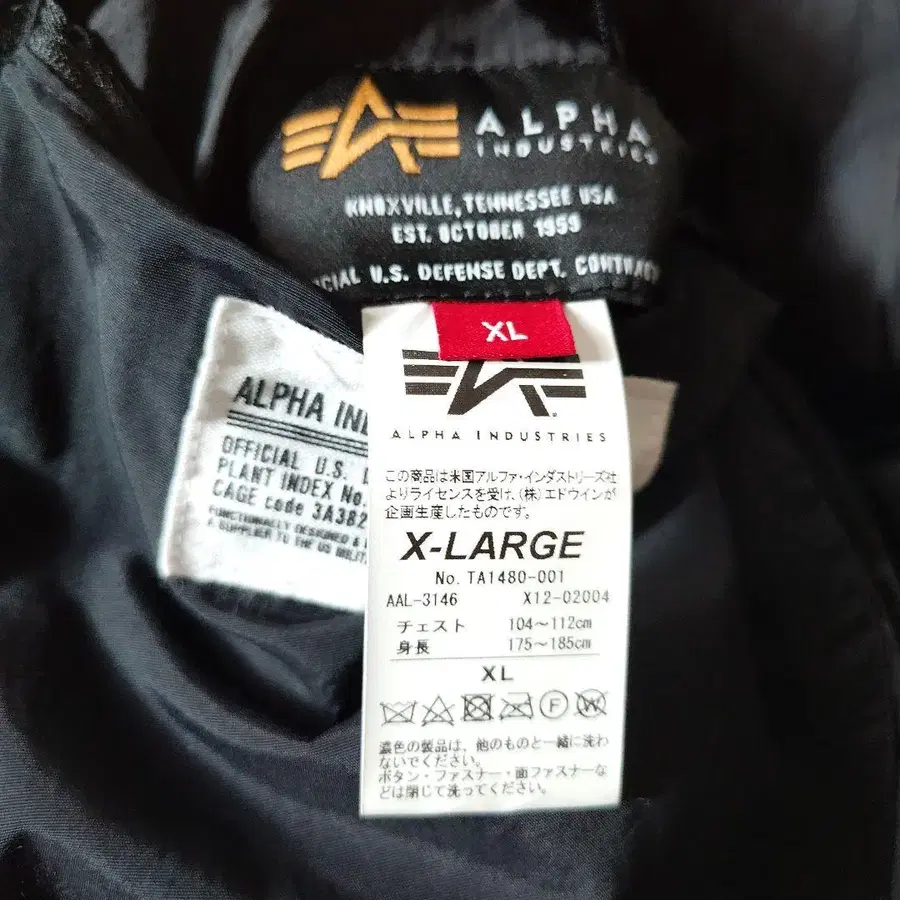 ALPHA
INDUSTRIES
KNOXVILLE, TENNESSEE USA
EST. OCTOBER 1959
U.S. DEFENSE DEPT.
XL
ALPHA INDUSTRIES
この商品は米国アルファ・インダストリーズ社
よりライセンスを受け、(株)エドウインが
企画生産したものです。
X-LARGE
No. TA1480-001
AAL-3146 X12-02004
チェスト 104～112cm
身長 175～185cm
XL
F W
濃色の製品は、他のものと一緒に洗わ
ないでください。
ボタン・ファスナー・面ファスナーな
どは閉じて洗ってください。
ALPHA
OFFICIAL U.S.
PLANT INDEX No.
CAGE code 3A382
FUNCTIONALLY DESIGNED &
A SUPPLIER TO THE US